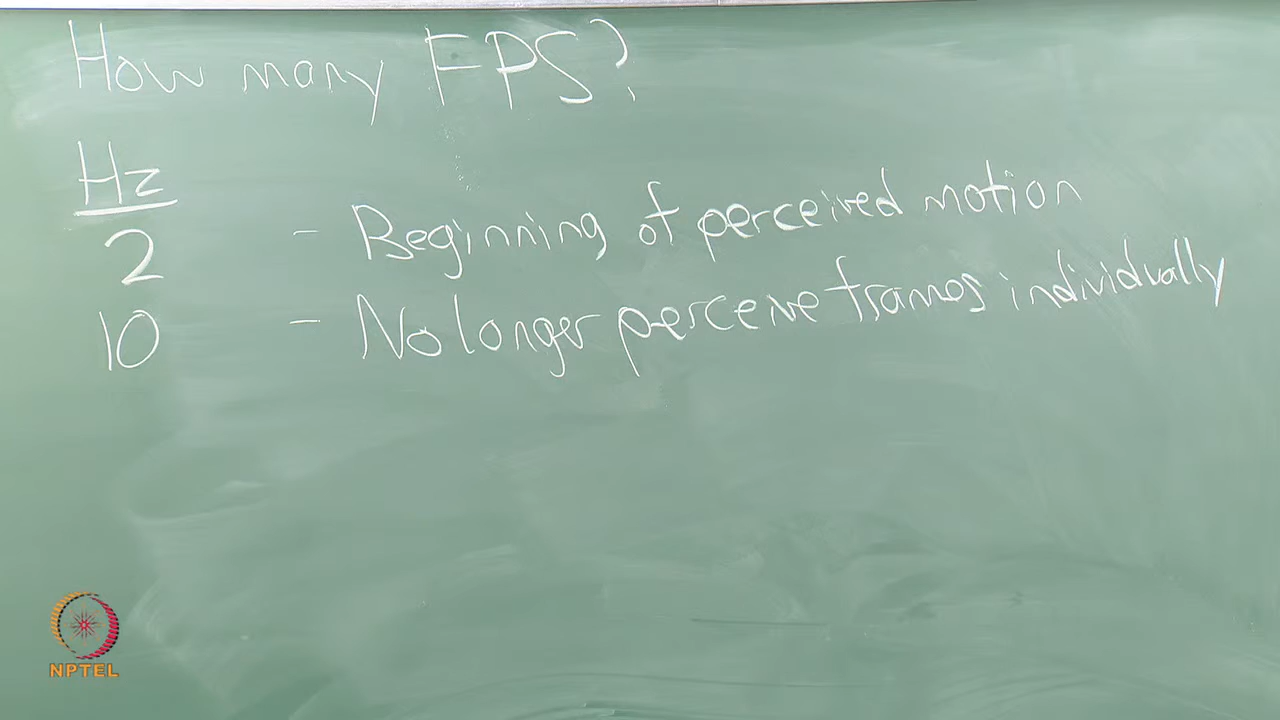 How many FPS?
Hz
2 - Beginning of perceived motion
10 - No longer perceive frames individually
NPTEL